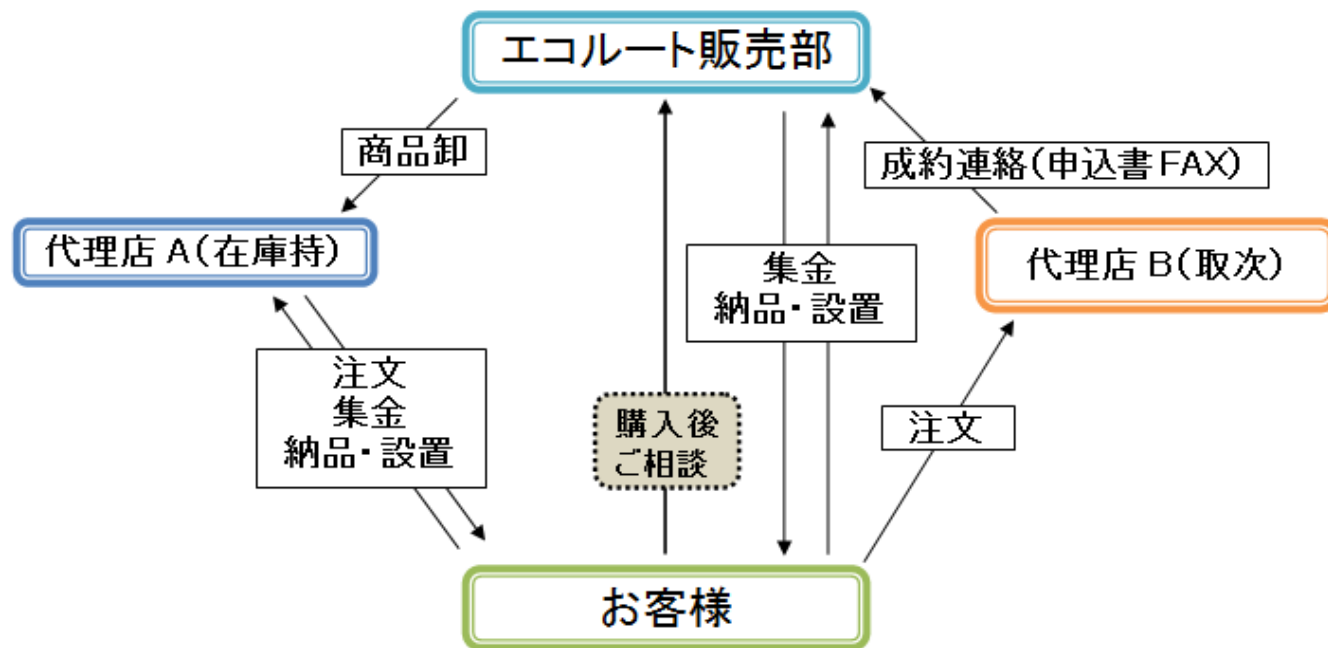 エコルート販売部
商品卸
成約連絡(申込書FAX)
代理店 A(在庫持)
代理店 B(取次)
集金
納品・設置
注文
集金
納品・設置
購入後
ご相談
注文
お客様